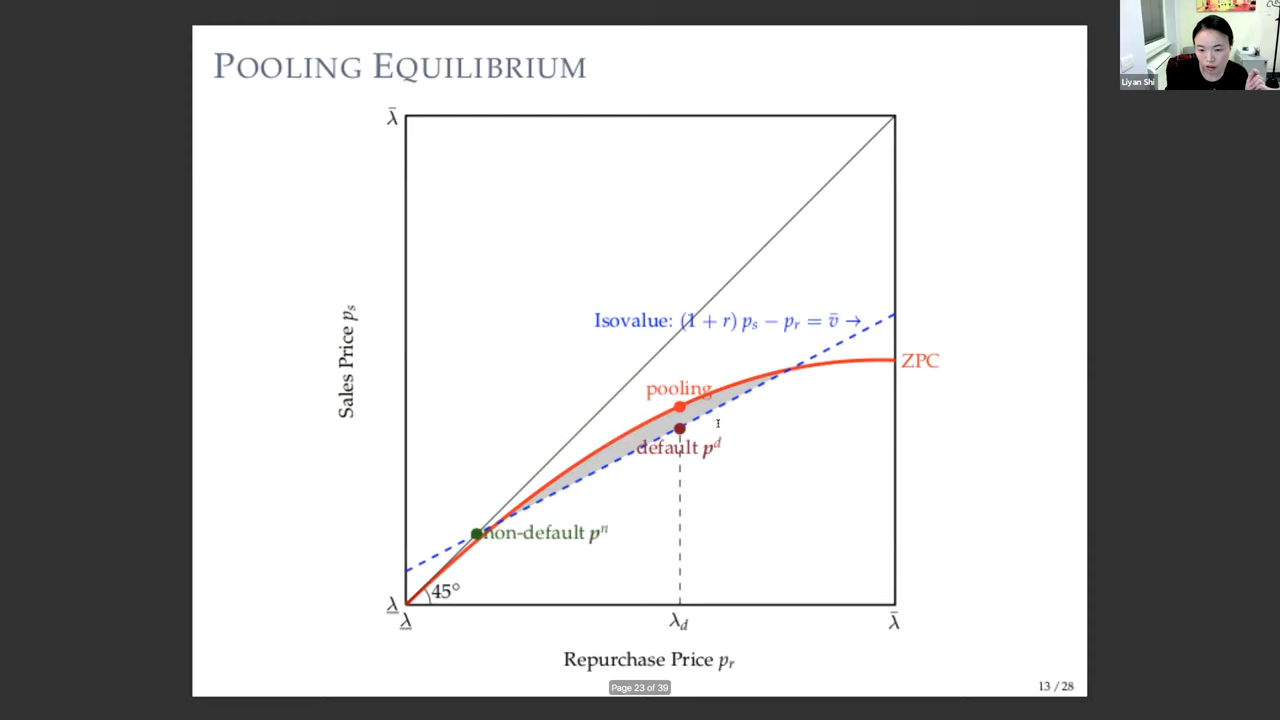 POOLING EQUILIBRIUM
Liyan Shi
λ̄
Sales Price pₛ
Isovalue: (1 + r) pₛ − pᵣ = v̄ →
ZPC
pooling
default pᵈ
non-default pⁿ
45°
λ̲
λ̲
λ_d
λ̄
Repurchase Price pᵣ
Page 23 of 39
13 / 28